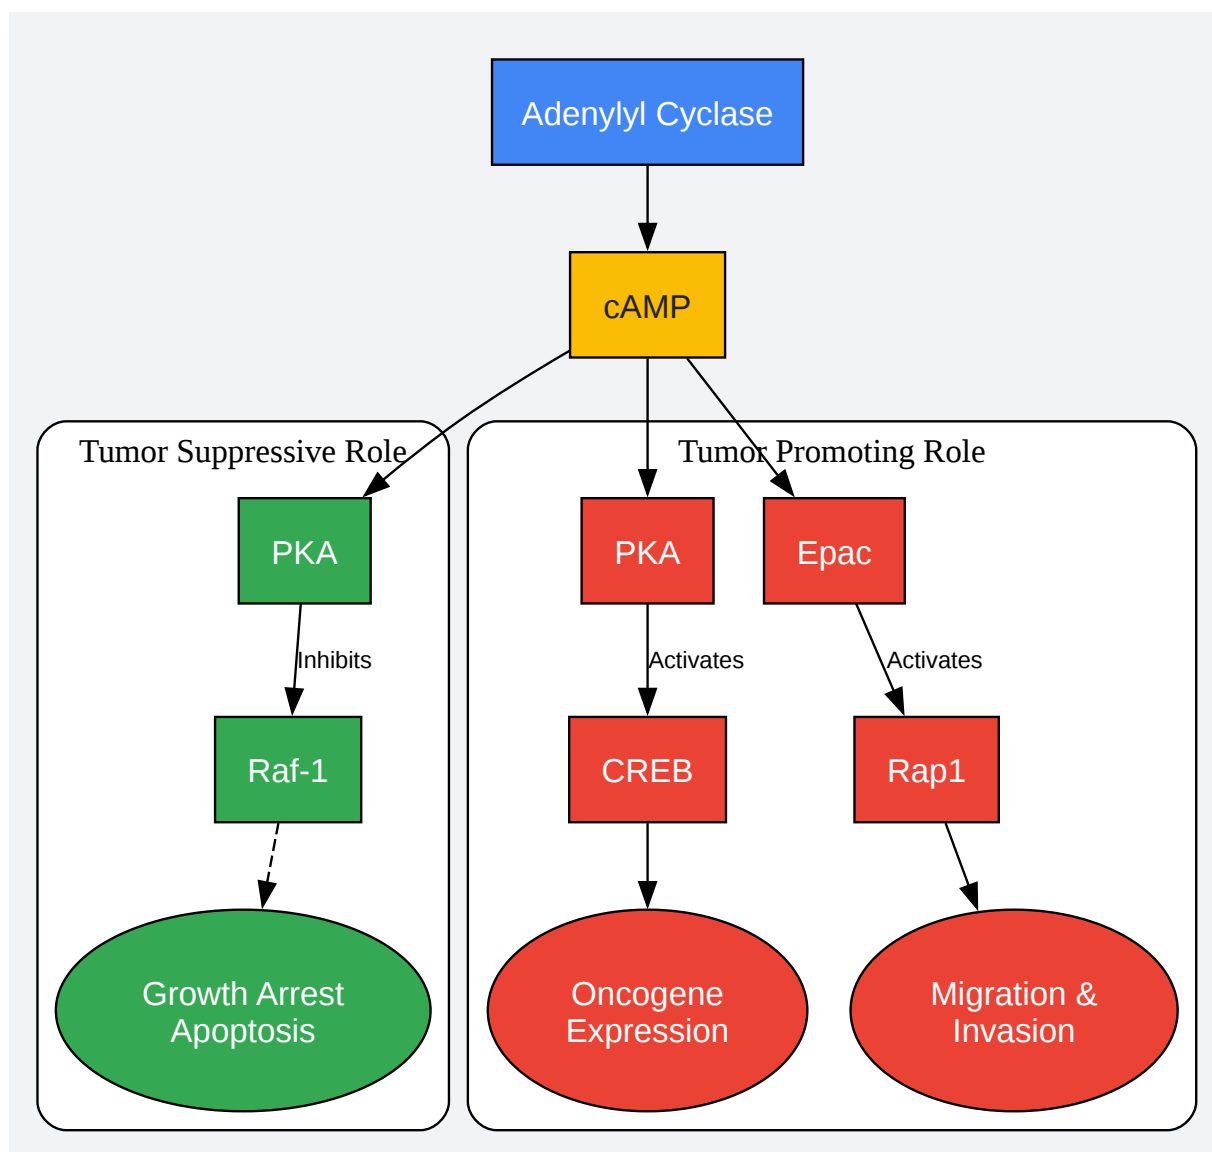 Adenylyl Cyclase
cAMP
Tumor Suppressive Role
Tumor Promoting Role
PKA
PKA
Epac
Inhibits
Activates
Activates
Raf-1
CREB
Rap1
Growth Arrest
Apoptosis
Oncogene
Expression
Migration &
Invasion